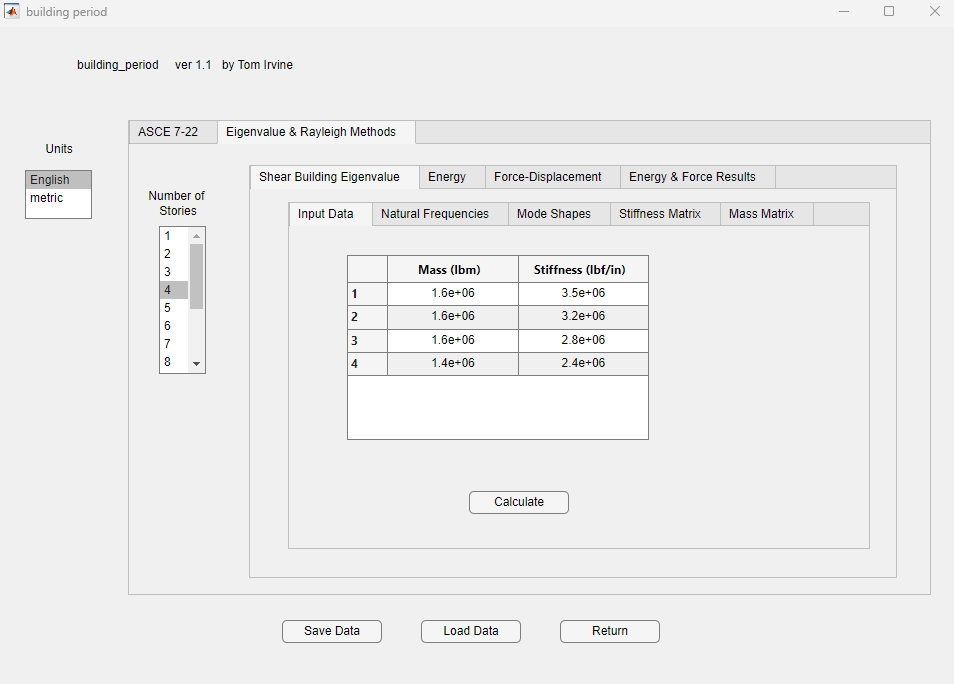 building period
building_period ver 1.1 by Tom Irvine
Units
English
metric
ASCE 7-22
Eigenvalue & Rayleigh Methods
Number of
Stories
1
2
3
4
5
6
7
8
Shear Building Eigenvalue
Energy
Force-Displacement
Energy & Force Results
Input Data
Natural Frequencies
Mode Shapes
Stiffness Matrix
Mass Matrix
Mass (lbm) Stiffness (lbf/in)
1 1.6e+06 3.5e+06
2 1.6e+06 3.2e+06
3 1.6e+06 2.8e+06
4 1.4e+06 2.4e+06
Calculate
Save Data
Load Data
Return